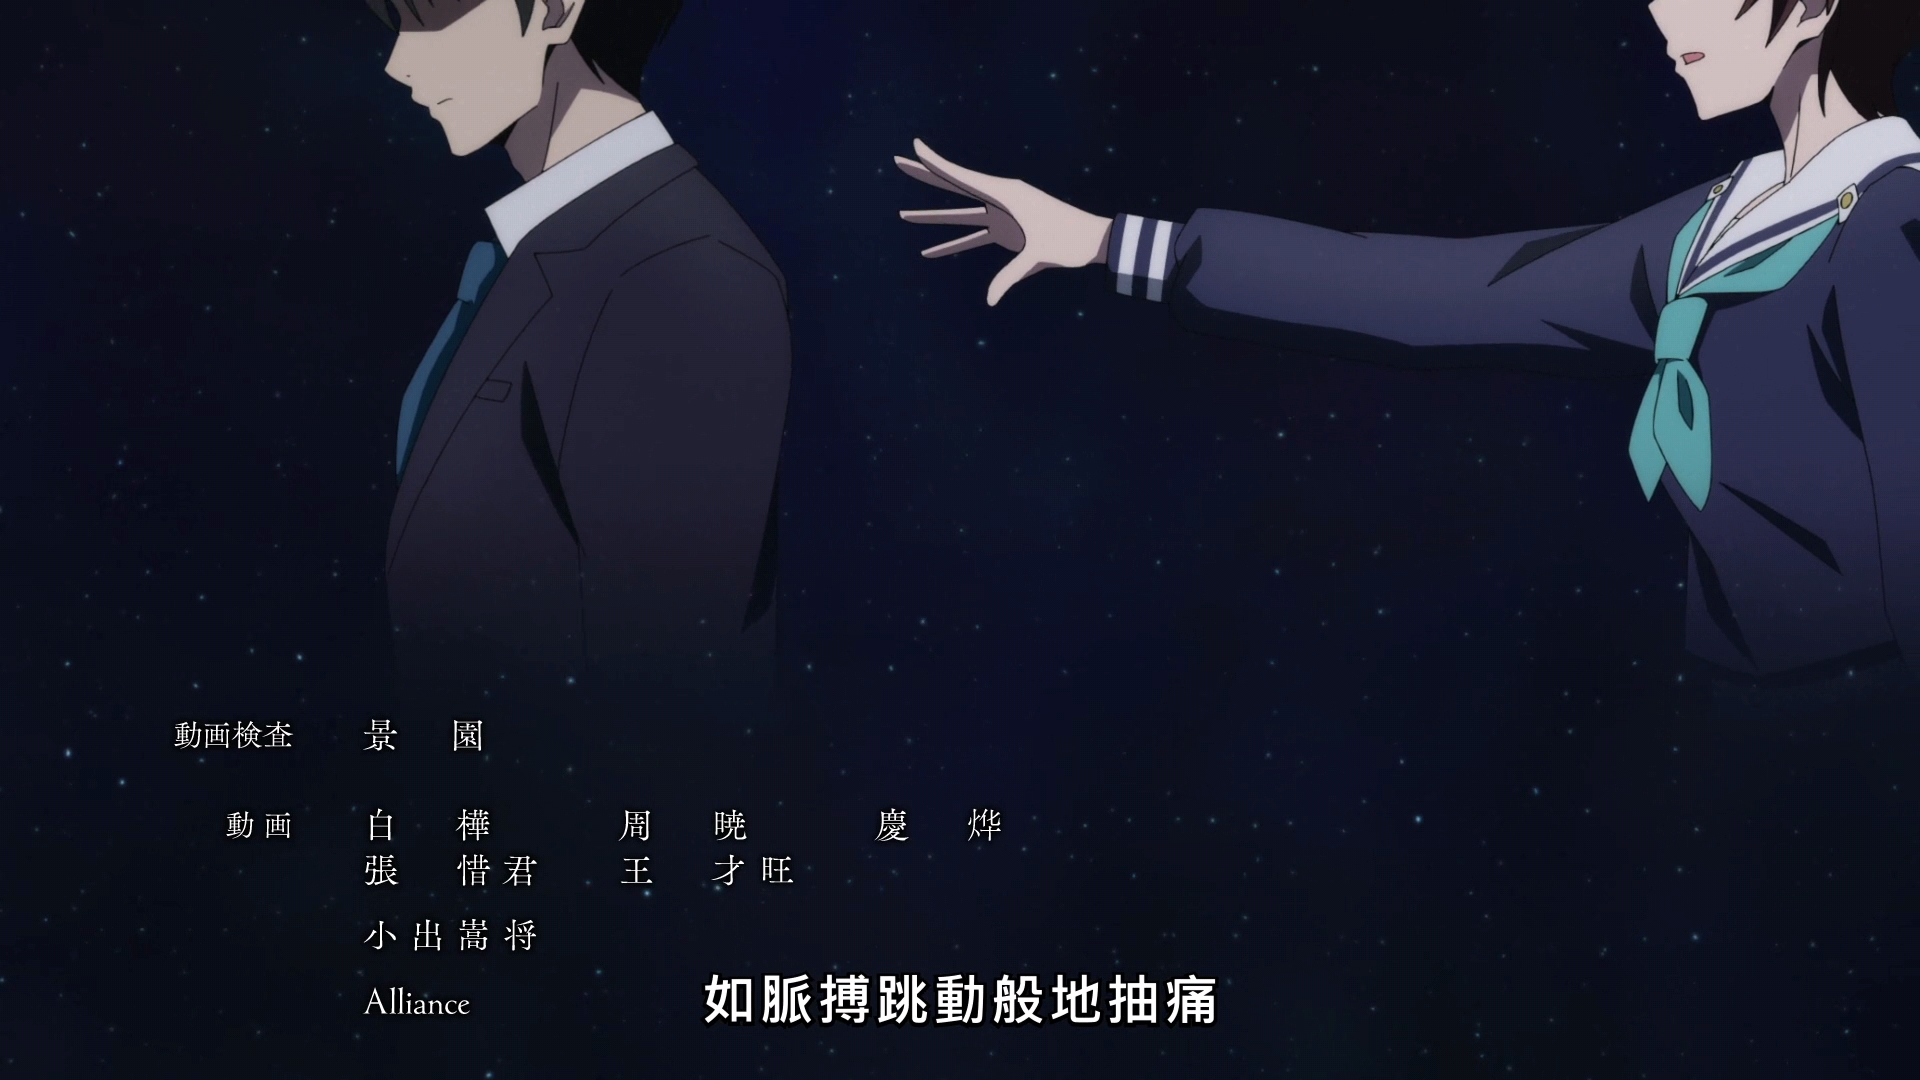 動画検査 景 園
動画 白 樺 周 暁 慶 烨
張 惜君 王 才旺
小出嵩将
Alliance
如脈搏跳動般地抽痛